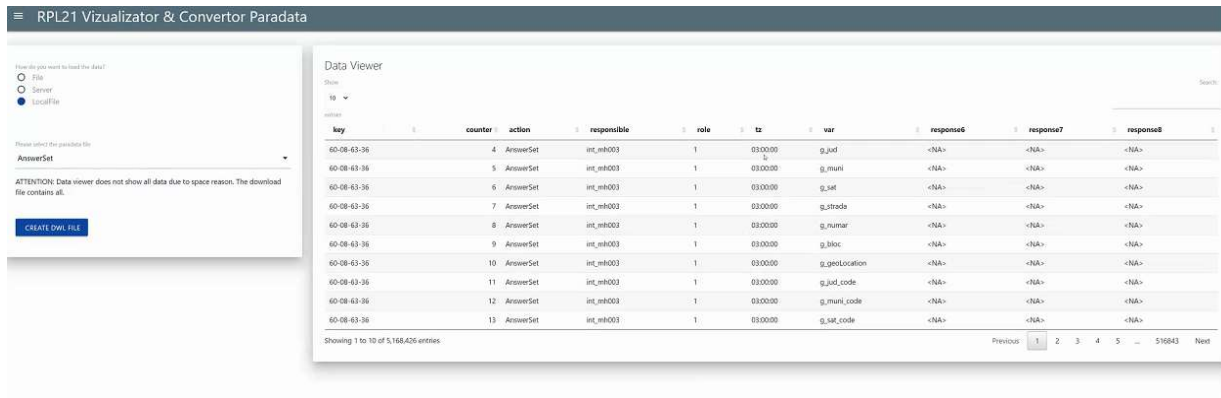 ≡ RPL21 Vizualizator & Convertor Paradata
How do you want to load the data?
File
Server
LocalFile
Please select the paradata file
AnswerSet
ATTENTION: Data viewer does not show all data due to space reason. The download
file contains all.
CREATE DWL FILE
Data Viewer
Show
10
entries
Search:
key counter action responsible role tz var response6 response7 response8
60-08-63-36 4 AnswerSet int_mh003 1 03:00:00 g_jud <NA> <NA> <NA>
60-08-63-36 5 AnswerSet int_mh003 1 03:00:00 g_muni <NA> <NA> <NA>
60-08-63-36 6 AnswerSet int_mh003 1 03:00:00 g_sat <NA> <NA> <NA>
60-08-63-36 7 AnswerSet int_mh003 1 03:00:00 g_strada <NA> <NA> <NA>
60-08-63-36 8 AnswerSet int_mh003 1 03:00:00 g_numar <NA> <NA> <NA>
60-08-63-36 9 AnswerSet int_mh003 1 03:00:00 g_bloc <NA> <NA> <NA>
60-08-63-36 10 AnswerSet int_mh003 1 03:00:00 g_geoLocation <NA> <NA> <NA>
60-08-63-36 11 AnswerSet int_mh003 1 03:00:00 g_jud_code <NA> <NA> <NA>
60-08-63-36 12 AnswerSet int_mh003 1 03:00:00 g_muni_code <NA> <NA> <NA>
60-08-63-36 13 AnswerSet int_mh003 1 03:00:00 g_sat_code <NA> <NA> <NA>
Showing 1 to 10 of 5,168,426 entries Previous 1 2 3 4 5 … 516843 Next